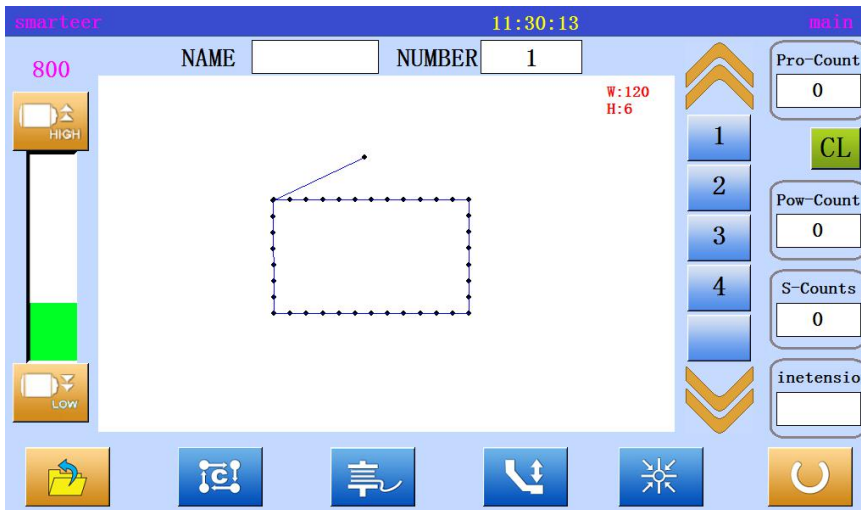 smarteer 11:30:13 main
800 NAME NUMBER 1 Pro-Count
0
W:120
H:6
HIGH
1
CL
2
Pow-Count
0
3
4
S-Counts
0
inetensio
LOW
C